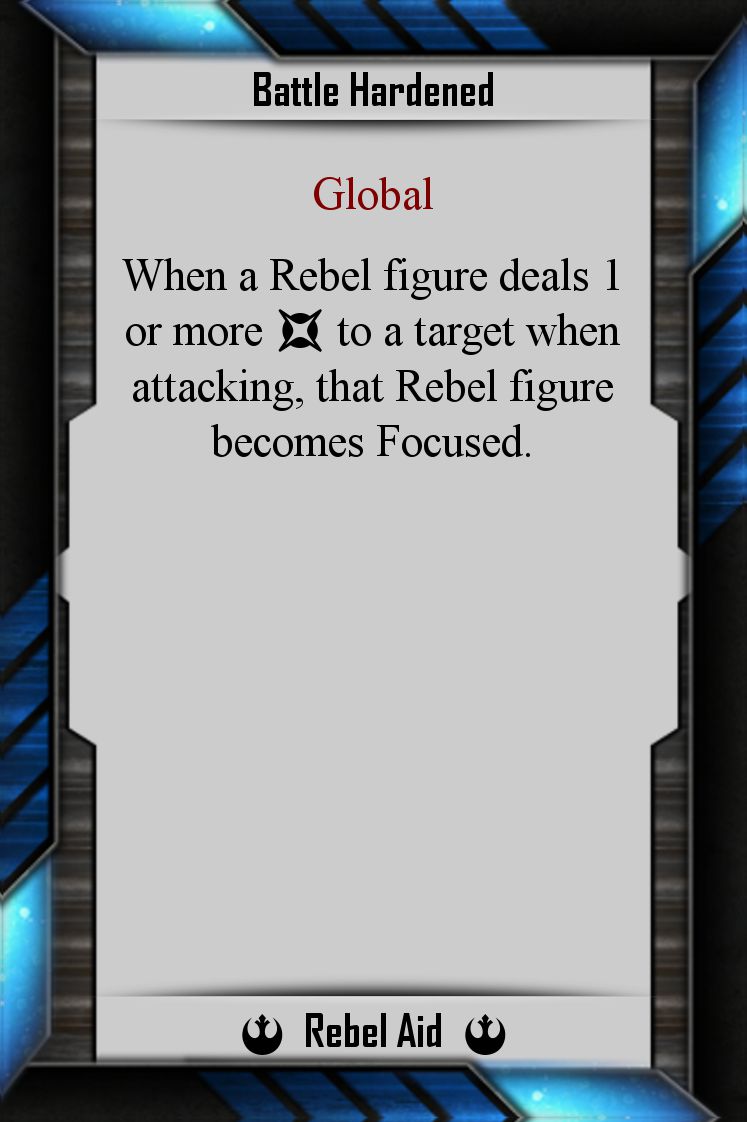 Battle Hardened
Global
When a Rebel figure deals 1
or more to a target when
attacking, that Rebel figure
becomes Focused.
Rebel Aid